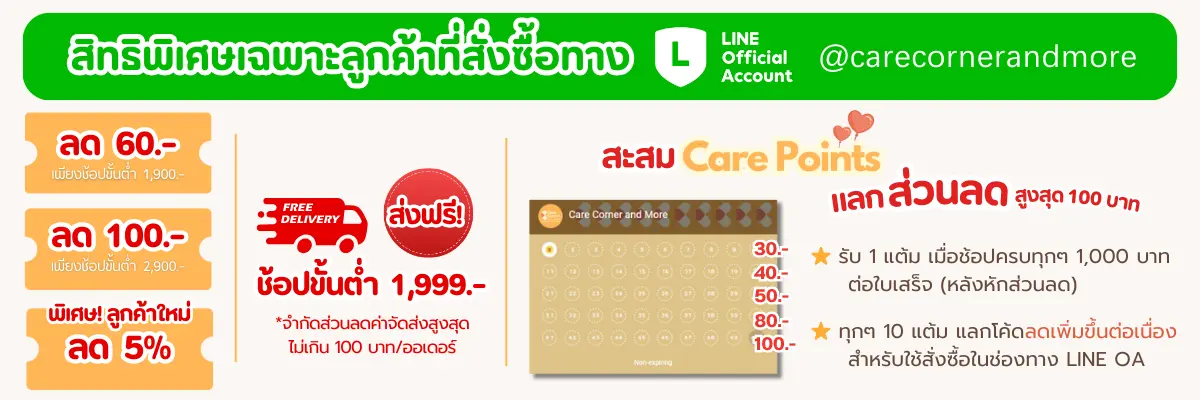 สิทธิพิเศษเฉพาะลูกค้าที่สั่งซื้อทาง
L
LINE
Official
Account
@carecornerandmore
ลด 60.-
เพียงช้อปขั้นต่ำ 1,900.-
ลด 100.-
เพียงช้อปขั้นต่ำ 2,900.-
พิเศษ! ลูกค้าใหม่
ลด 5%
FREE
DELIVERY
ส่งฟรี!
ช้อปขั้นต่ำ 1,999.-
*จำกัดส่วนลดค่าจัดส่งสูงสุด
ไม่เกิน 100 บาท/ออเดอร์
สะสม Care Points
Care Corner and More
30.-
40.-
50.-
80.-
100.-
Non-expiring
แลกส่วนลด สูงสุด 100 บาท
รับ 1 แต้ม เมื่อช้อปครบทุกๆ 1,000 บาท
ต่อใบเสร็จ (หลังหักส่วนลด)
ทุกๆ 10 แต้ม แลกโค้ดลดเพิ่มขึ้นต่อเนื่อง
สำหรับใช้สั่งซื้อในช่องทาง LINE OA